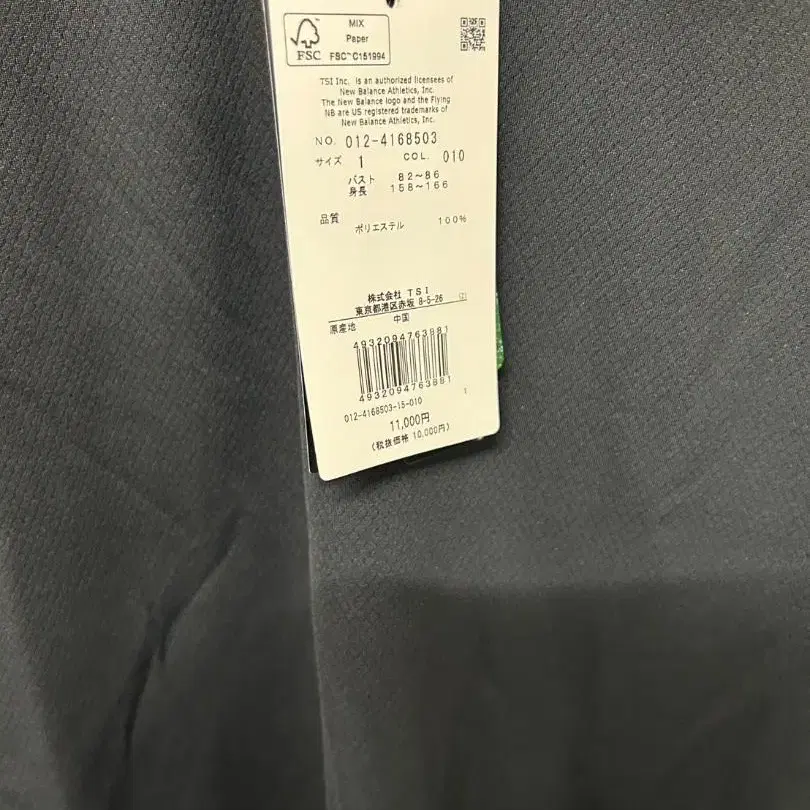 MIX
Paper
FSC
FSC™ C151994
TSI Inc. is an authorized licensees of
New Balance Athletics, Inc.
The New Balance logo and the Flying
NB are US registered trademarks of
New Balance Athletics, Inc.
NO. 012-4168503
サイズ 1 COL. 010
バスト 82～86
身長 158～166
品質
ポリエステル 100%
株式会社 TSI
東京都港区赤坂 8-5-26
原産地 中国
4932094763881
4932094763881
012-4168503-15-010 1
11,000円
(税抜価格 10,000円)